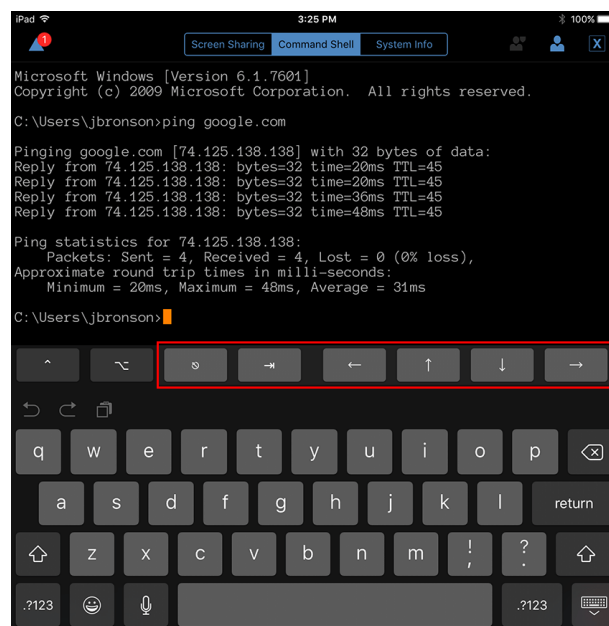 iPad 3:25 PM 100%
1 Screen Sharing Command Shell System Info X
Microsoft Windows [Version 6.1.7601]
Copyright (c) 2009 Microsoft Corporation. All rights reserved.
C:\Users\jbronson>ping google.com
Pinging google.com [74.125.138.138] with 32 bytes of data:
Reply from 74.125.138.138: bytes=32 time=20ms TTL=45
Reply from 74.125.138.138: bytes=32 time=20ms TTL=45
Reply from 74.125.138.138: bytes=32 time=36ms TTL=45
Reply from 74.125.138.138: bytes=32 time=48ms TTL=45
Ping statistics for 74.125.138.138:
Packets: Sent = 4, Received = 4, Lost = 0 (0% loss),
Approximate round trip times in milli-seconds:
Minimum = 20ms, Maximum = 48ms, Average = 31ms
C:\Users\jbronson>
^ ⌥ ⎋ ⇥ ← ↑ ↓ →
q w e r t y u i o p
a s d f g h j k l return
z x c v b n m ! , ? .
.?123 .?123